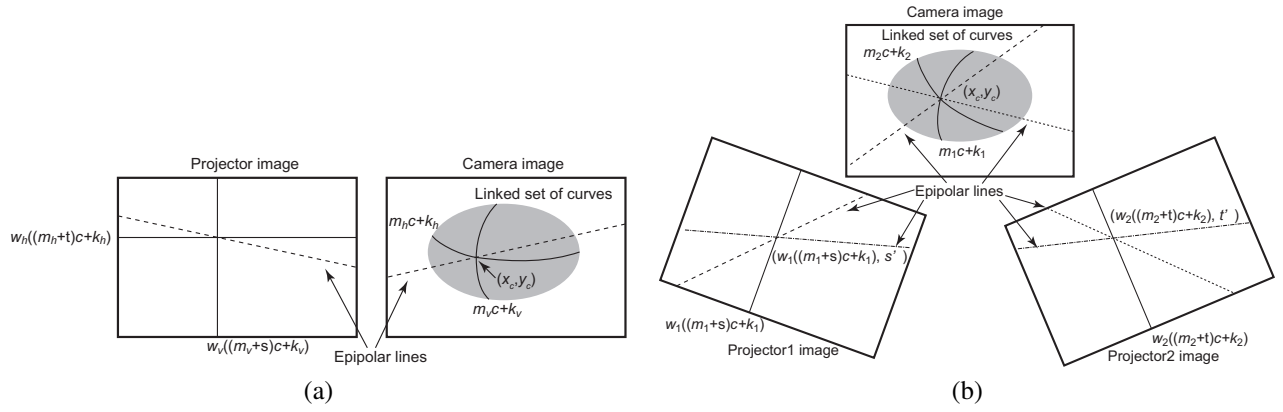 Projector image
Camera image
Linked set of curves
m_hc+k_h
w_h((m_h+t)c+k_h)
(x_c,y_c)
m_vc+k_v
w_v((m_v+s)c+k_v)
Epipolar lines
(a)
Camera image
Linked set of curves
m_2c+k_2
(x_c,y_c)
m_1c+k_1
Epipolar lines
(w_2((m_2+t)c+k_2), t' )
(w_1((m_1+s)c+k_1), s' )
w_1((m_1+s)c+k_1)
Projector1 image
w_2((m_2+t)c+k_2)
Projector2 image
(b)